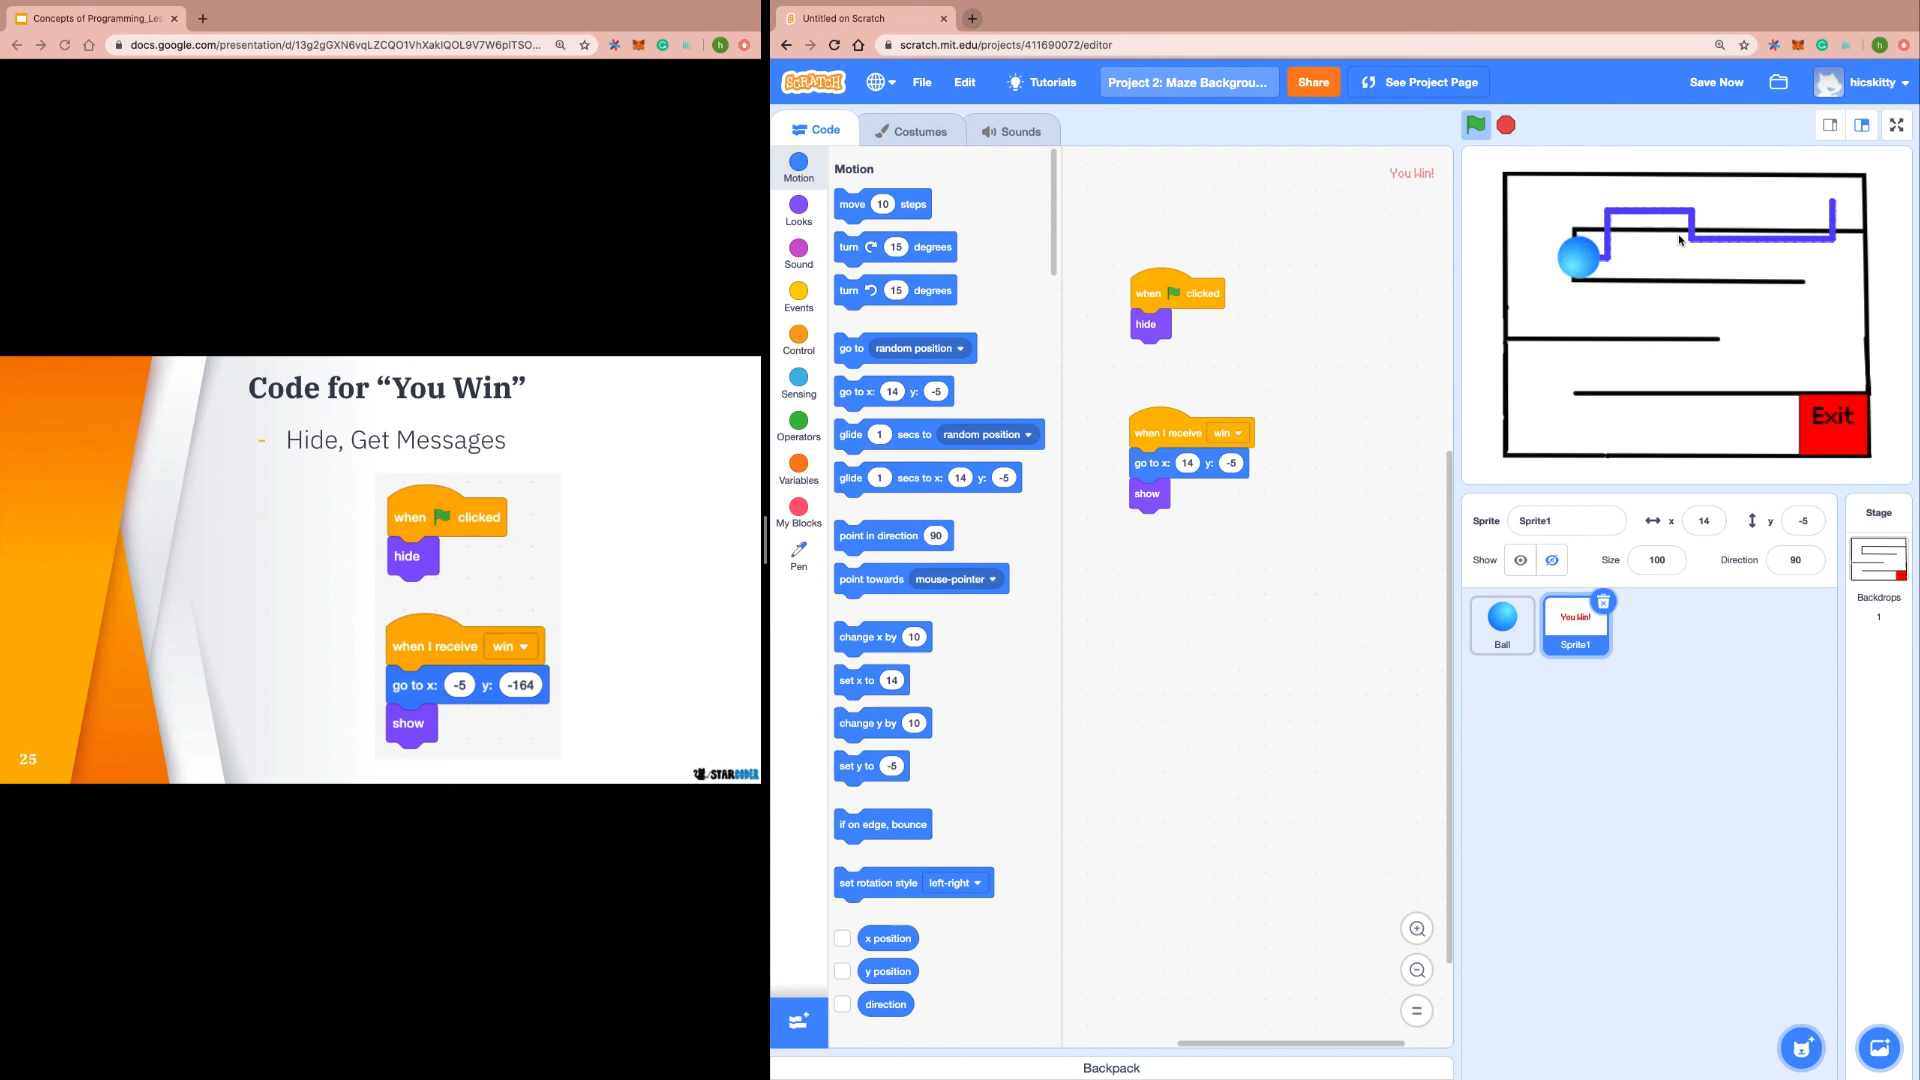 Concepts of Programming_Les
docs.google.com/presentation/d/13g2gGXN6vqLZCQO1VhXaklQOL9V7W6plTSO...
h
Code for “You Win”
- Hide, Get Messages
when clicked
hide
when I receive win
go to x: -5 y: -164
show
25
STARCODER
Untitled on Scratch
scratch.mit.edu/projects/411690072/editor
h
SCRATCH
File
Edit
Tutorials
Project 2: Maze Backgrou...
Share
See Project Page
Save Now
hicskitty
Code
Costumes
Sounds
Motion
Looks
Sound
Events
Control
Sensing
Operators
Variables
My Blocks
Pen
Motion
move 10 steps
turn 15 degrees
turn 15 degrees
go to random position
go to x: 14 y: -5
glide 1 secs to random position
glide 1 secs to x: 14 y: -5
point in direction 90
point towards mouse-pointer
change x by 10
set x to 14
change y by 10
set y to -5
if on edge, bounce
set rotation style left-right
x position
y position
direction
You Win!
when clicked
hide
when I receive win
go to x: 14 y: -5
show
Backpack
Exit
Sprite Sprite1 x 14 y -5
Show Size 100 Direction 90
Ball
You Win!
Sprite1
Stage
Backdrops
1